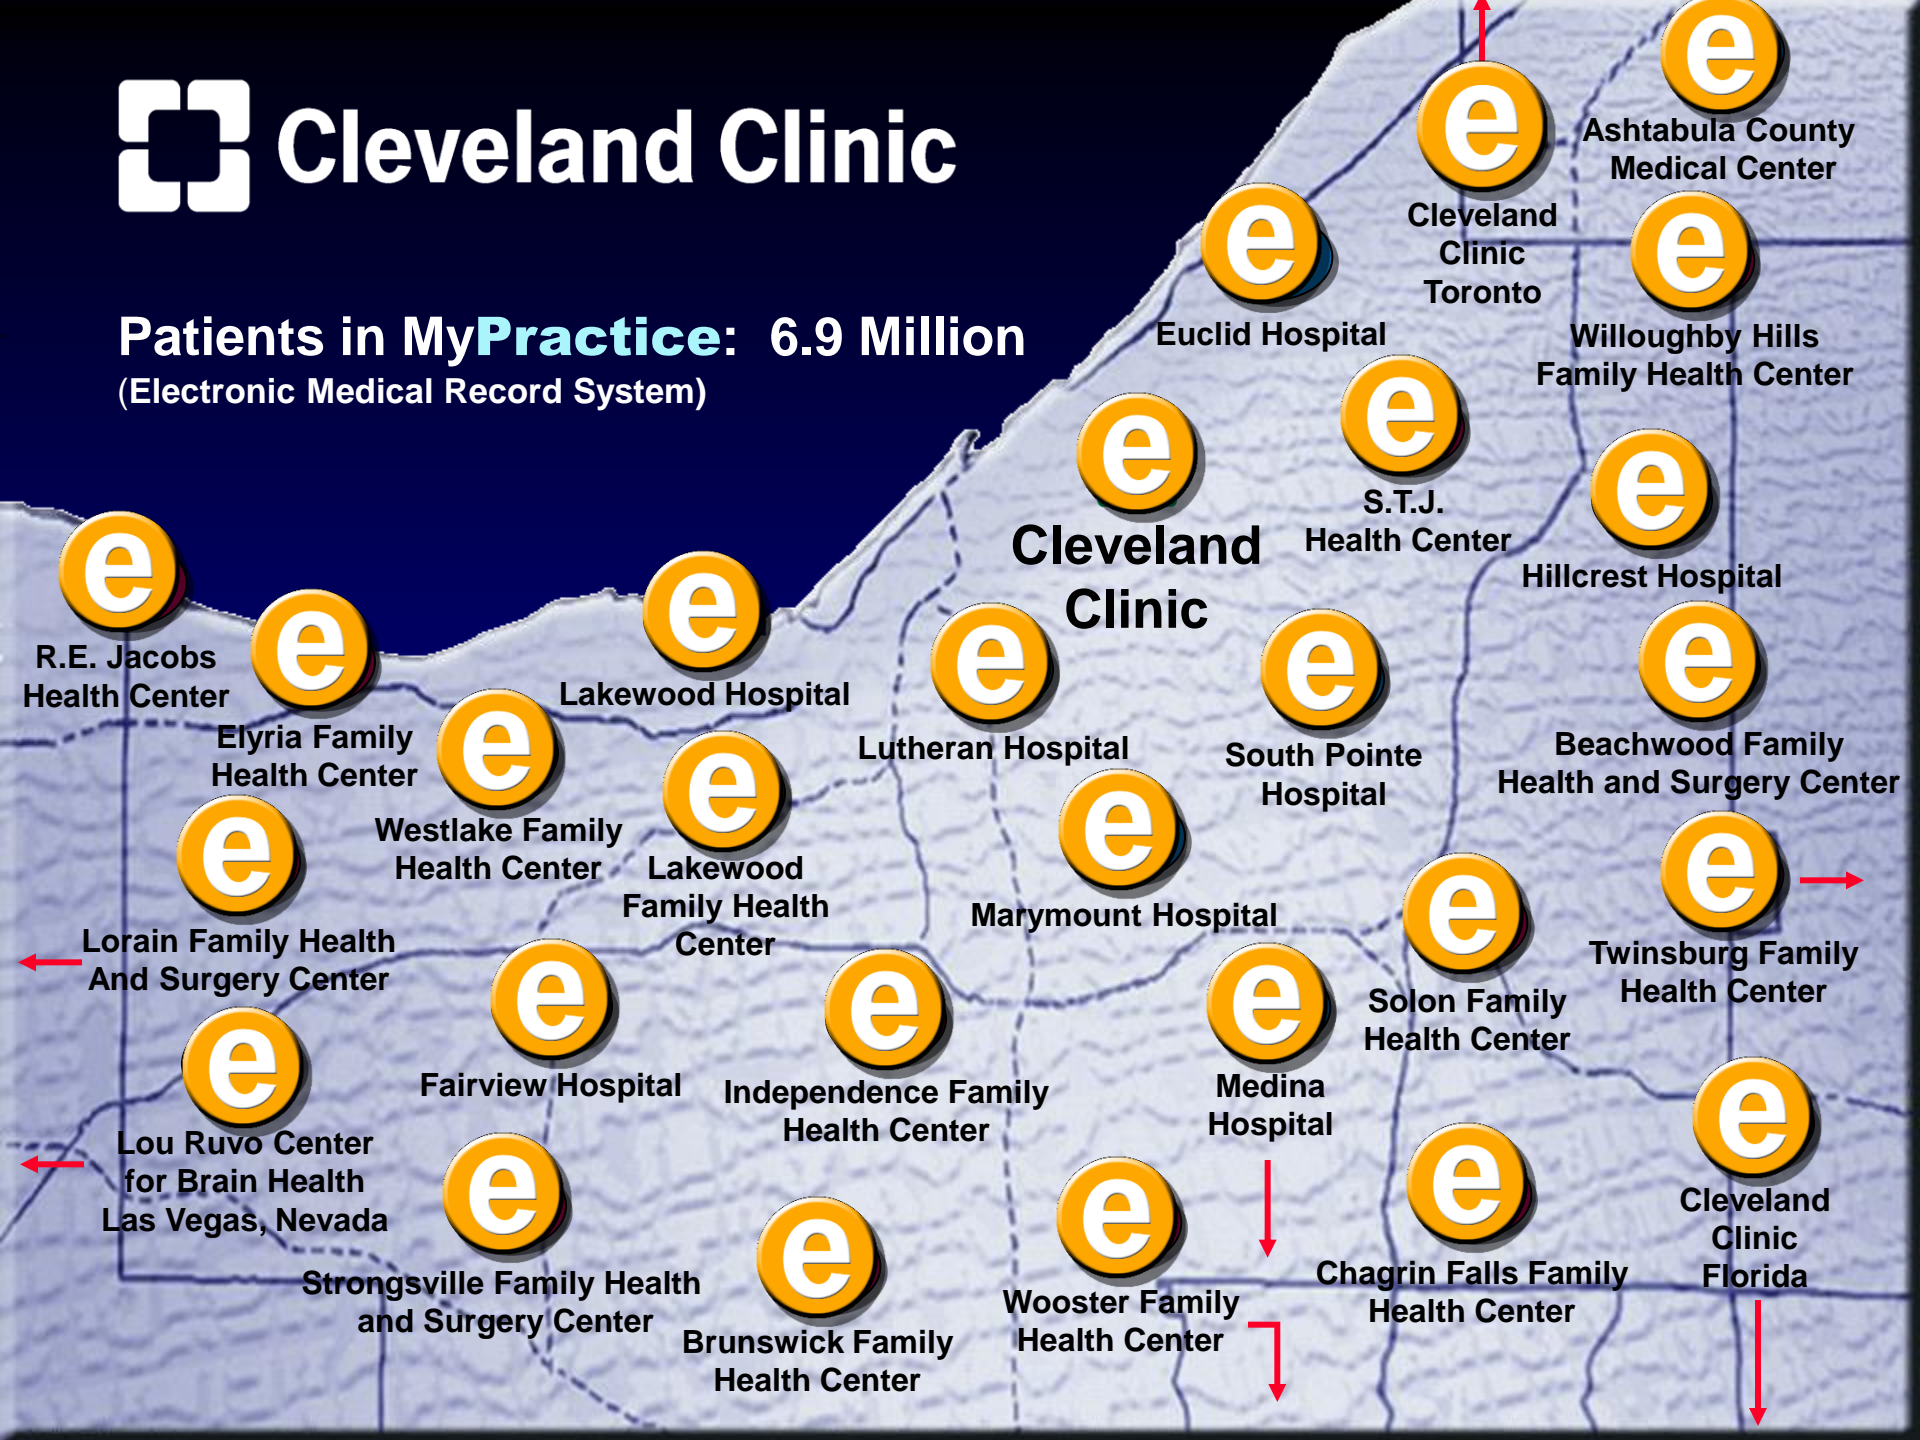 Cleveland Clinic
Patients in MyPractice: 6.9 Million
(Electronic Medical Record System)
e
Ashtabula County
Medical Center
e
Cleveland
Clinic
Toronto
e
Euclid Hospital
e
Willoughby Hills
Family Health Center
e
Cleveland
Clinic
e
S.T.J.
Health Center
e
Hillcrest Hospital
e
R.E. Jacobs
Health Center
e
Elyria Family
Health Center
e
Lakewood Hospital
e
Lutheran Hospital
e
South Pointe
Hospital
e
Beachwood Family
Health and Surgery Center
e
Westlake Family
Health Center
e
Lakewood
Family Health
Center
e
Marymount Hospital
e
Lorain Family Health
And Surgery Center
e
Solon Family
Health Center
e
Twinsburg Family
Health Center
e
Fairview Hospital
e
Independence Family
Health Center
e
Medina
Hospital
e
Lou Ruvo Center
for Brain Health
Las Vegas, Nevada
e
Strongsville Family Health
and Surgery Center
e
Brunswick Family
Health Center
e
Wooster Family
Health Center
e
Chagrin Falls Family
Health Center
e
Cleveland
Clinic
Florida